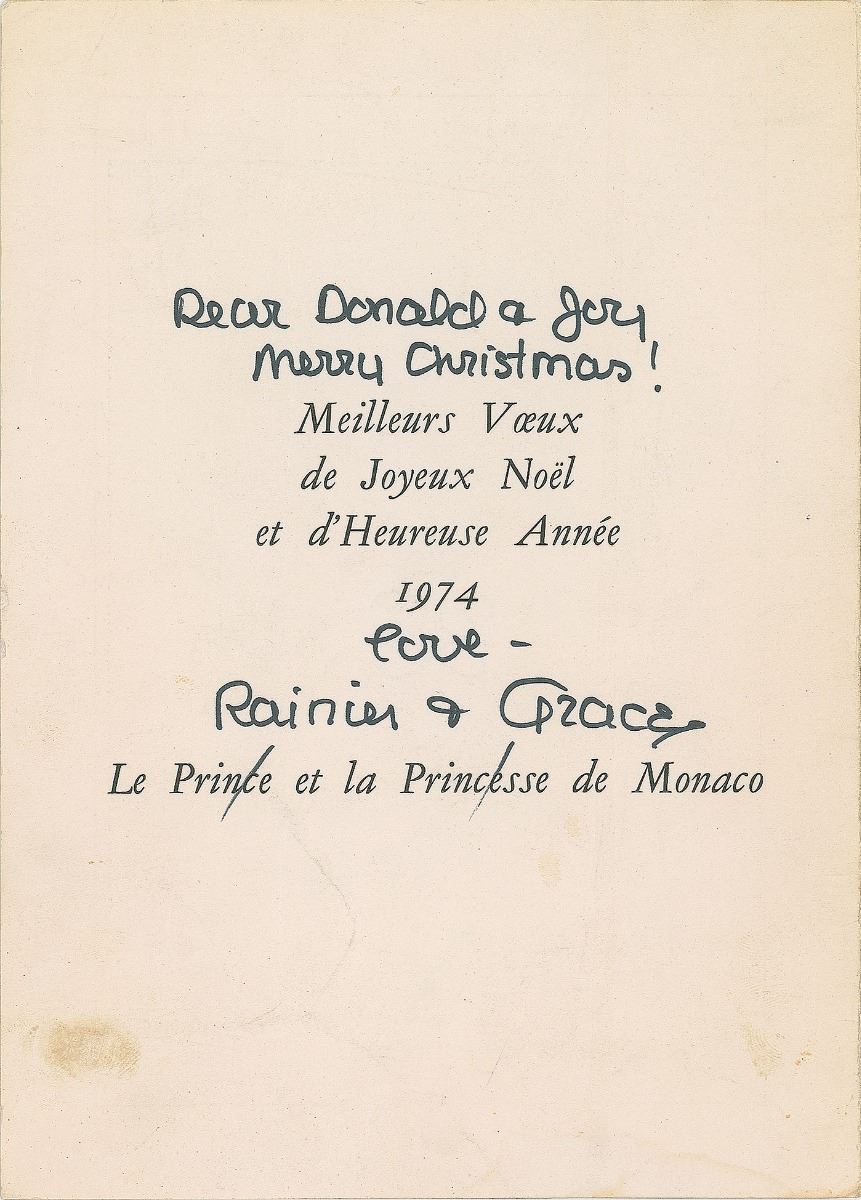 Dear Donald & Joy
Merry Christmas!
Meilleurs Vœux
de Joyeux Noël
et d'Heureuse Année
1974
love -
Rainier & Grace
Le Prince et la Princesse de Monaco